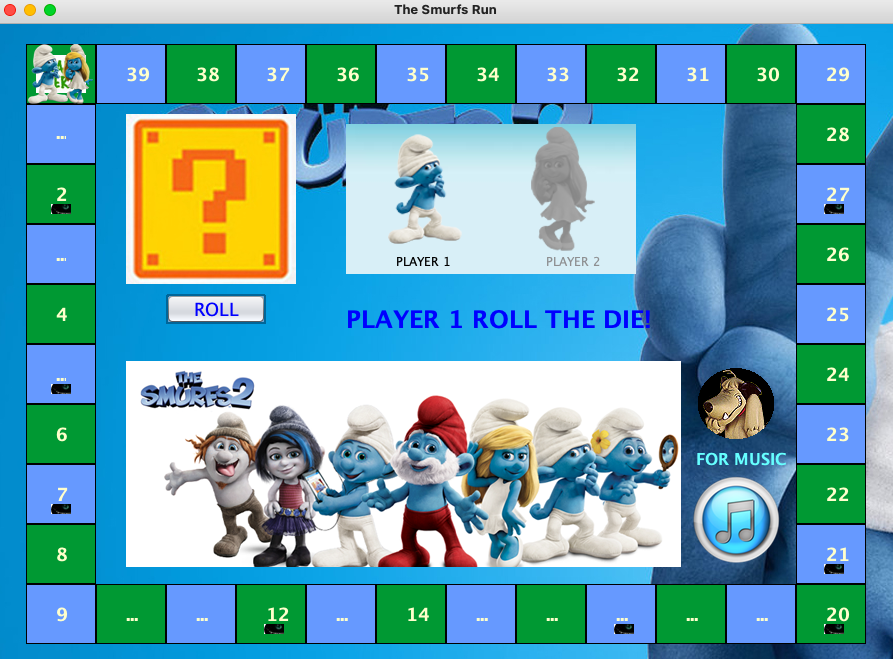 The Smurfs Run
39 38 37 36 35 34 33 32 31 30 29
... 28
2 27
... 26
PLAYER 1 PLAYER 2
4 ROLL PLAYER 1 ROLL THE DIE! 25
... 24
THE
SMURFS 2
6 23
FOR MUSIC
7 22
8 21
9 ... ... 12 ... 14 ... ... ... ... ... 20